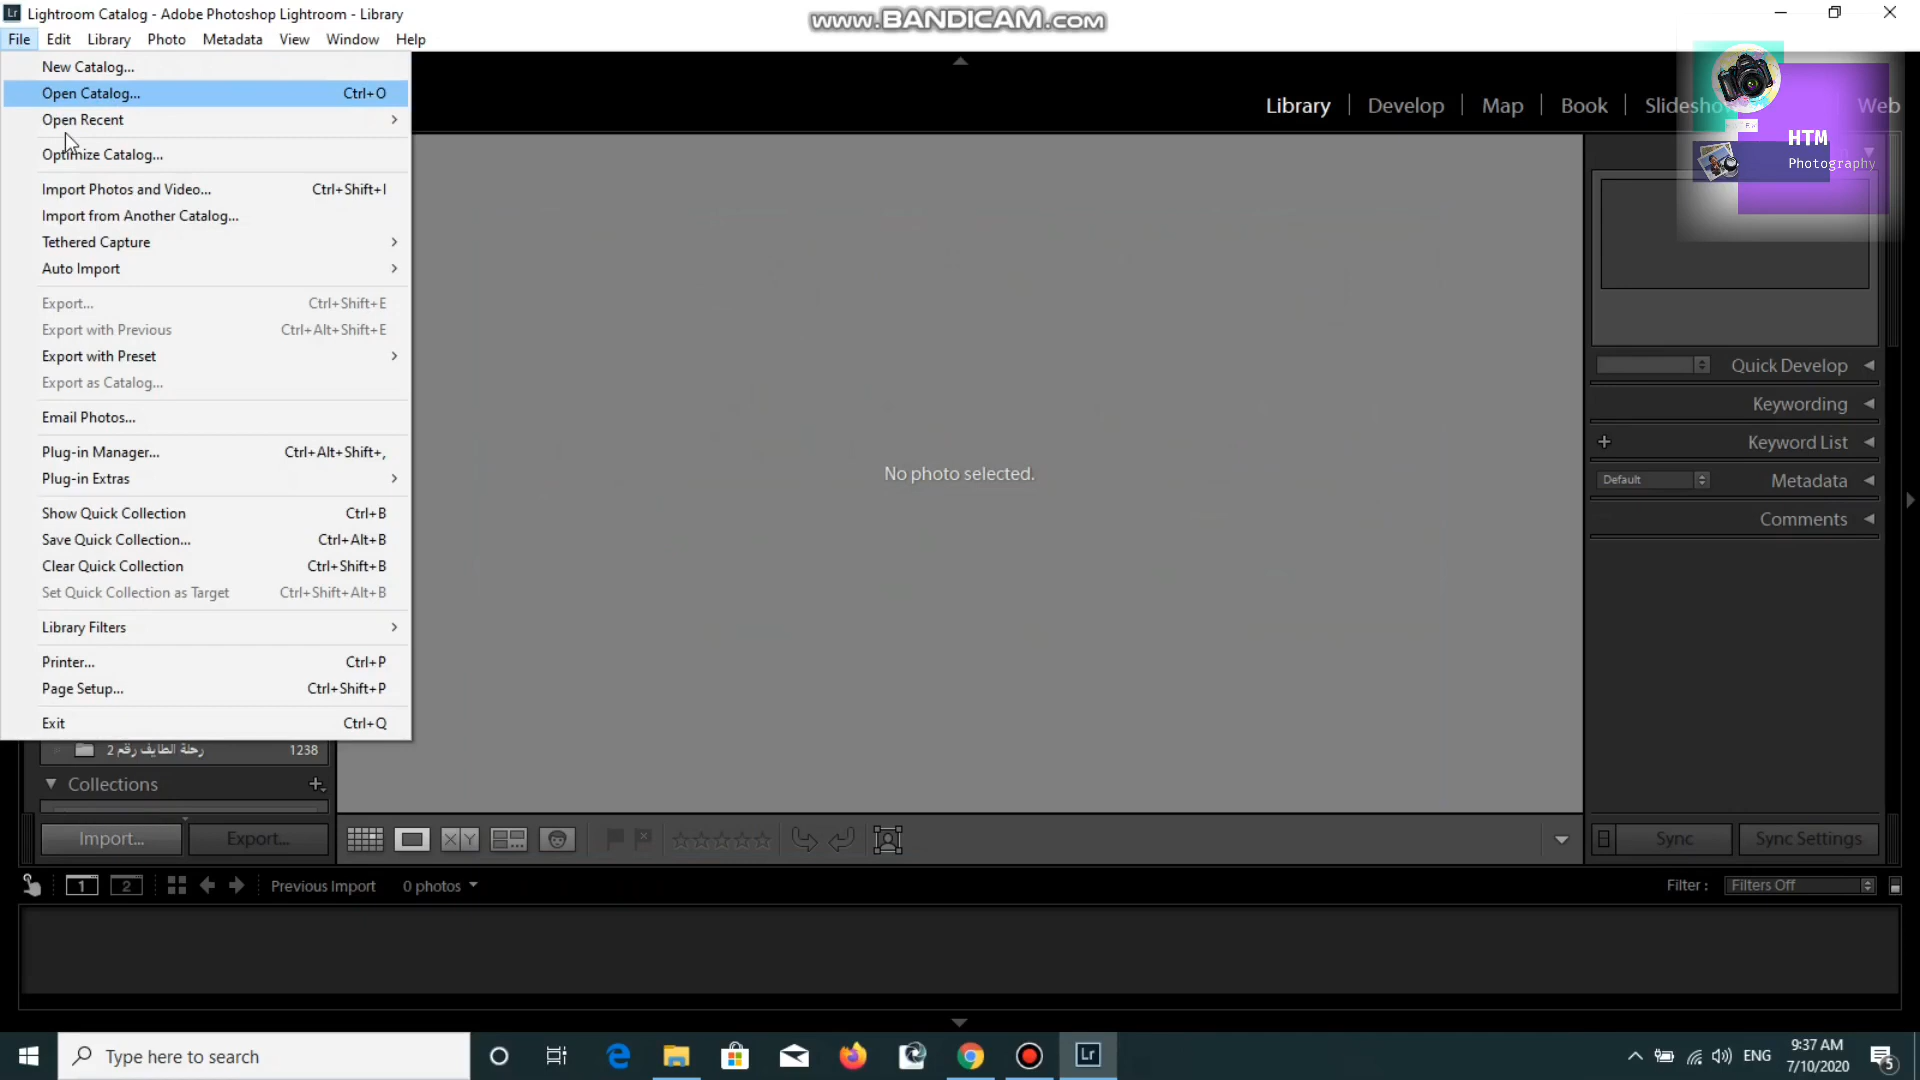 Lightroom Catalog - Adobe Photoshop Lightroom - Library
www.BANDICAM.com
File Edit Library Photo Metadata View Window Help
New Catalog...
Open Catalog... Ctrl+O
Open Recent
Optimize Catalog...
Import Photos and Video... Ctrl+Shift+I
Import from Another Catalog...
Tethered Capture
Auto Import
Export... Ctrl+Shift+E
Export with Previous Ctrl+Alt+Shift+E
Export with Preset
Export as Catalog...
Email Photos...
Plug-in Manager... Ctrl+Alt+Shift+,
Plug-in Extras
Show Quick Collection Ctrl+B
Save Quick Collection... Ctrl+Alt+B
Clear Quick Collection Ctrl+Shift+B
Set Quick Collection as Target Ctrl+Shift+Alt+B
Library Filters
Printer... Ctrl+P
Page Setup... Ctrl+Shift+P
Exit Ctrl+Q
رحلة الطايف رقم 2 1238
Collections
Import... Export...
Library | Develop | Map | Book | Slidesho Web
HTM
Photography
No photo selected.
Quick Develop
Keywording
Keyword List
Default Metadata
Comments
XY
Sync Sync Settings
1 2 Previous Import 0 photos Filter : Filters Off
Type here to search
Lr
ENG
9:37 AM
7/10/2020
5